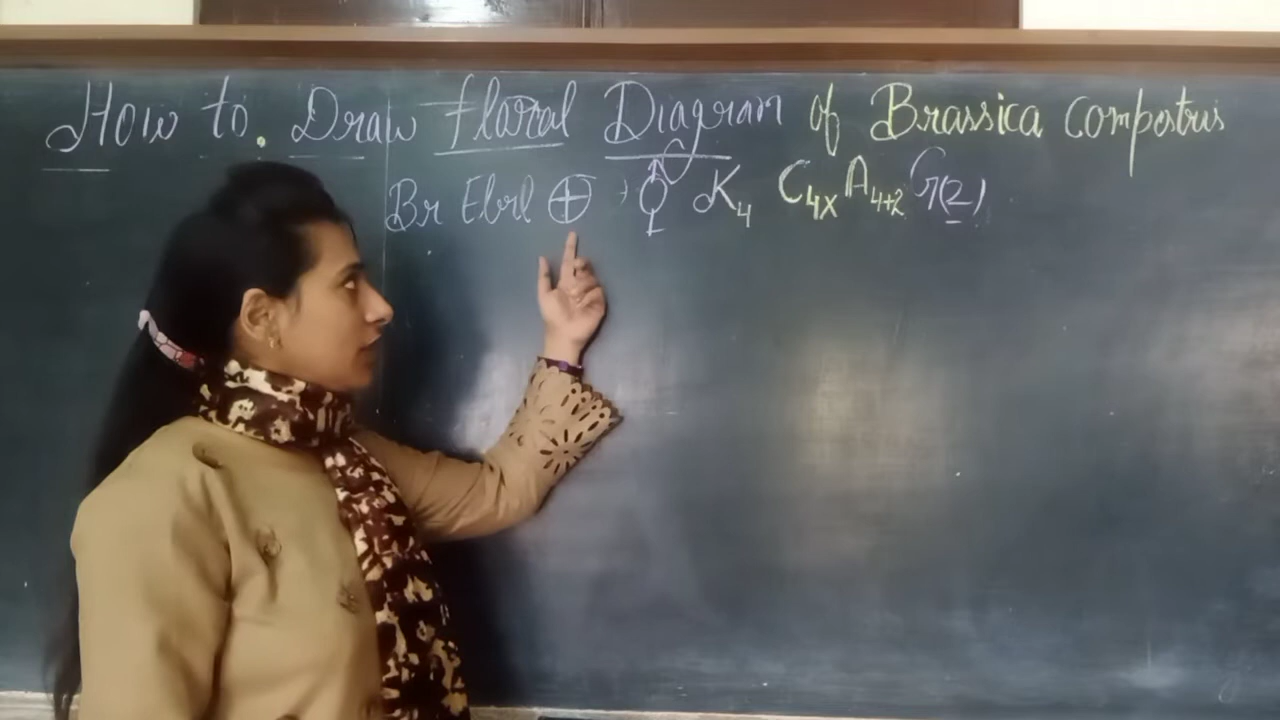 How to Draw Floral Diagram of Brassica compestris
Br Ebrl ⊕ ⚥ K4 C4x A4+2 G(2)